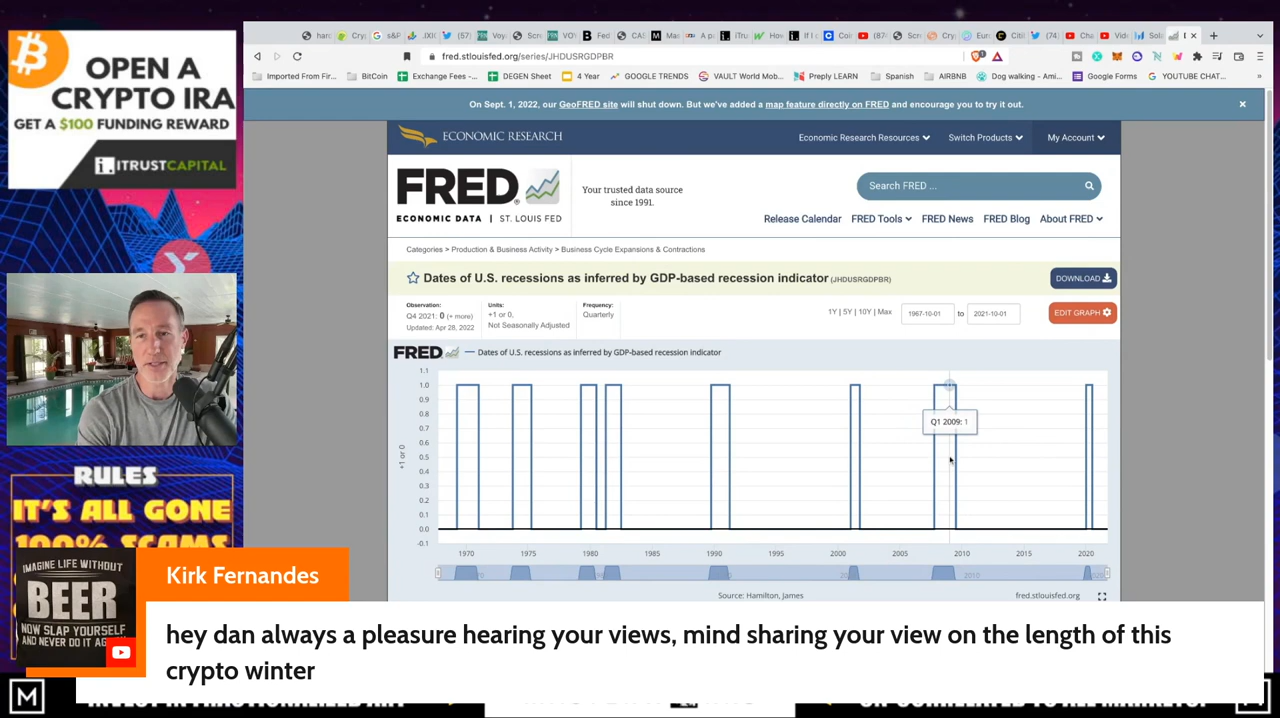 OPEN A
CRYPTO IRA
GET A $100 FUNDING REWARD
i. iTRUSTCAPITAL
fred.stlouisfed.org/series/JHDUSRGDPBR
Imported From Fir...
BitCoin
Exchange Fees -...
DEGEN Sheet
4 Year
GOOGLE TRENDS
VAULT World Mob...
Preply LEARN
Spanish
AIRBNB
Dog walking - Ami...
Google Forms
YOUTUBE CHAT...
On Sept. 1, 2022, our GeoFRED site will shut down. But we've added a map feature directly on FRED and encourage you to try it out.
ECONOMIC RESEARCH
Economic Research Resources
Switch Products
My Account
FRED
ECONOMIC DATA | ST. LOUIS FED
Your trusted data source
since 1991.
Search FRED ...
Release Calendar
FRED Tools
FRED News
FRED Blog
About FRED
Categories > Production & Business Activity > Business Cycle Expansions & Contractions
Dates of U.S. recessions as inferred by GDP-based recession indicator (JHDUSRGDPBR)
DOWNLOAD
Observation:
Q4 2021: 0 (+ more)
Updated: Apr 28, 2022
Units:
+1 or 0,
Not Seasonally Adjusted
Frequency:
Quarterly
1Y | 5Y | 10Y | Max
1967-10-01 to 2021-10-01
EDIT GRAPH
FRED
Dates of U.S. recessions as inferred by GDP-based recession indicator
1.1
1.0
0.9
0.8
0.7
0.6
0.5
0.4
0.3
0.2
0.1
0.0
-0.1
+1 or 0
Q1 2009: 1
1970
1975
1980
1985
1990
1995
2000
2005
2010
2015
2020
2010
Source: Hamilton, James
fred.stlouisfed.org
RULES
IT'S ALL GONE
100% SCAMS
IMAGINE LIFE WITHOUT
BEER
NOW SLAP YOURSELF
AND NEVER DO IT AG
Kirk Fernandes
hey dan always a pleasure hearing your views, mind sharing your view on the length of this
crypto winter
M